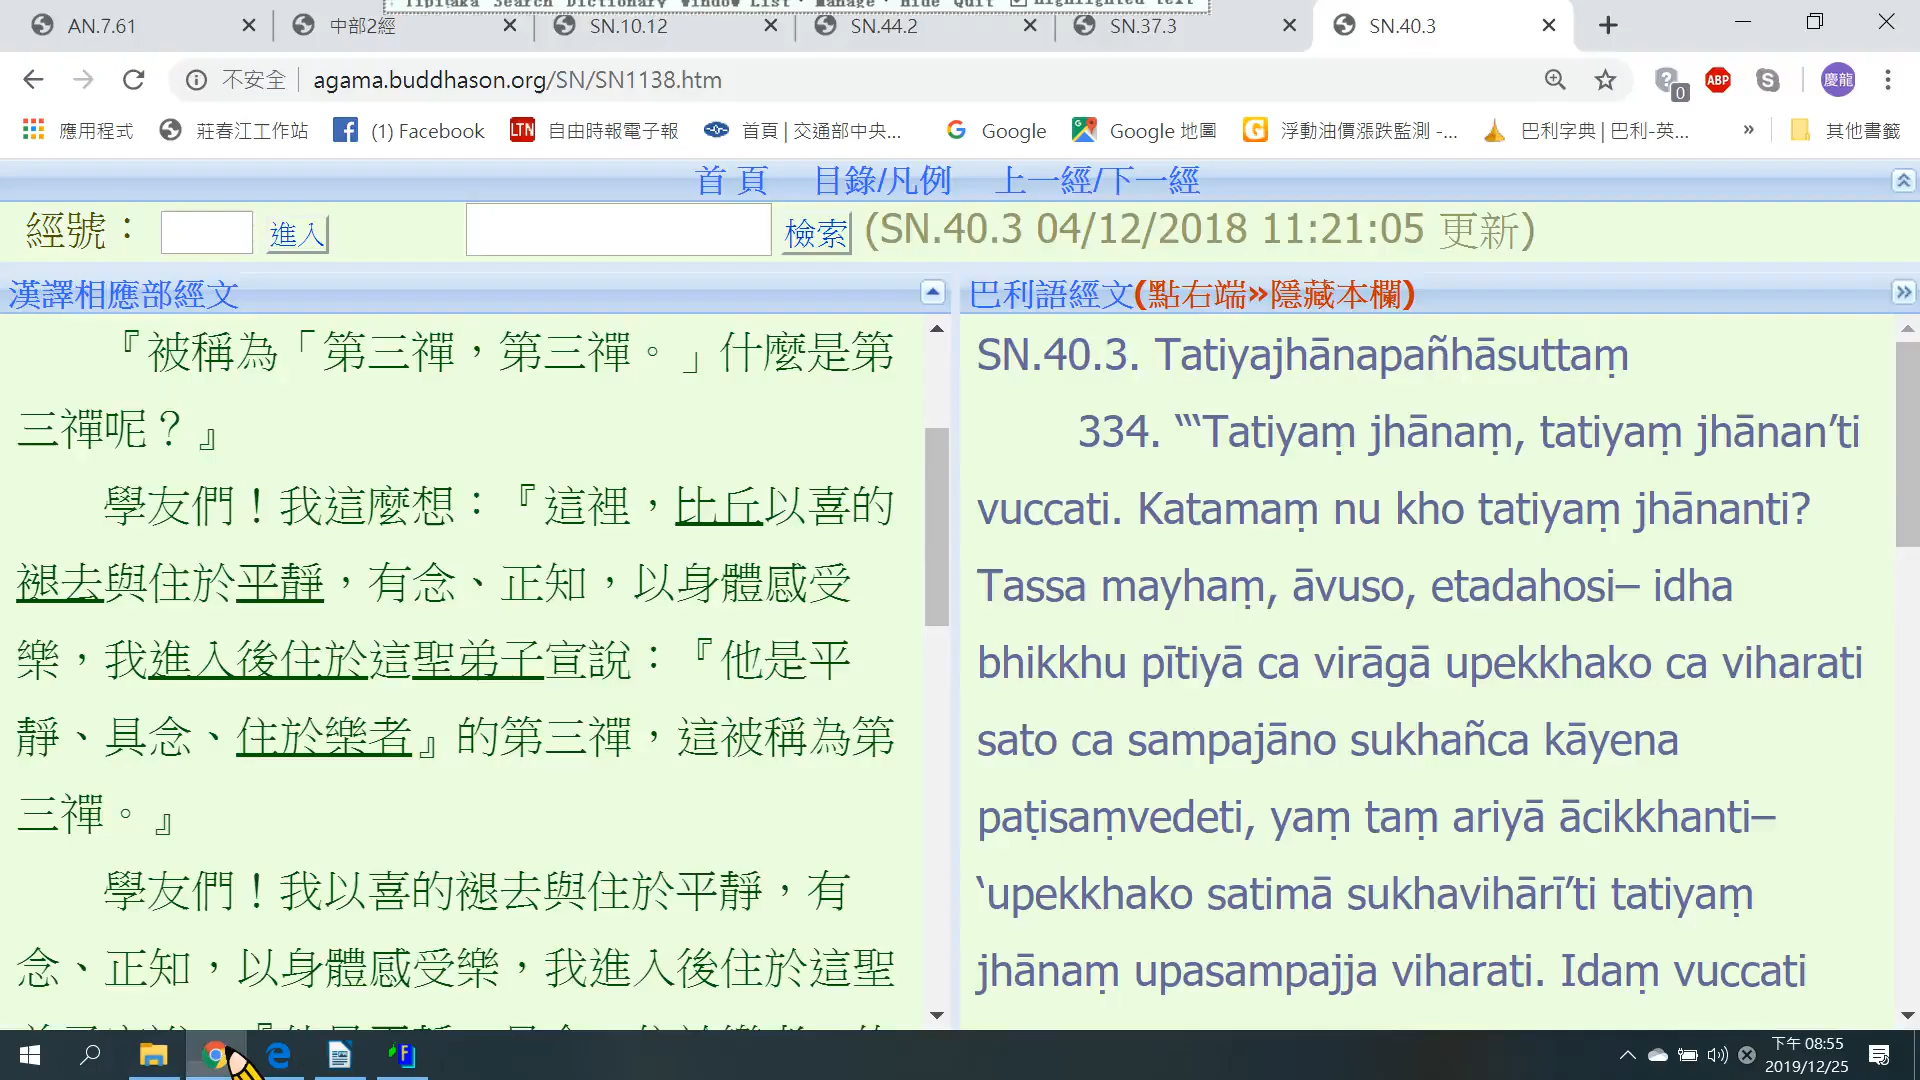 Tipiṭaka Search Dictionary Window List Manage Hide Quit Highlighted text
AN.7.61
中部2經
SN.10.12
SN.44.2
SN.37.3
SN.40.3
不安全 agama.buddhason.org/SN/SN1138.htm
ABP
0
慶龍
應用程式
莊春江工作站
(1) Facebook
LTN 自由時報電子報
首頁 | 交通部中央...
Google
Google 地圖
浮動油價漲跌監測 -...
巴利字典 | 巴利-英...
»
其他書籤
首 頁 目錄/凡例 上一經/下一經
經號： 進入 檢索 (SN.40.3 04/12/2018 11:21:05 更新)
漢譯相應部經文
『被稱為「第三禪，第三禪。」什麼是第
三禪呢？』
學友們！我這麼想：『這裡，比丘以喜的
褪去與住於平靜，有念、正知，以身體感受
樂，我進入後住於這聖弟子宣說：『他是平
靜、具念、住於樂者』的第三禪，這被稱為第
三禪。』
學友們！我以喜的褪去與住於平靜，有
念、正知，以身體感受樂，我進入後住於這聖
巴利語經文(點右端»隱藏本欄)
SN.40.3. Tatiyajhānapañhāsuttaṃ
334. “‘Tatiyaṃ jhānaṃ, tatiyaṃ jhānan’ti
vuccati. Katamaṃ nu kho tatiyaṃ jhānanti?
Tassa mayhaṃ, āvuso, etadahosi– idha
bhikkhu pītiyā ca virāgā upekkhako ca viharati
sato ca sampajāno sukhañca kāyena
paṭisaṃvedeti, yaṃ taṃ ariyā ācikkhanti–
‘upekkhako satimā sukhavihārī’ti tatiyaṃ
jhānaṃ upasampajja viharati. Idaṃ vuccati
下午 08:55
2019/12/25